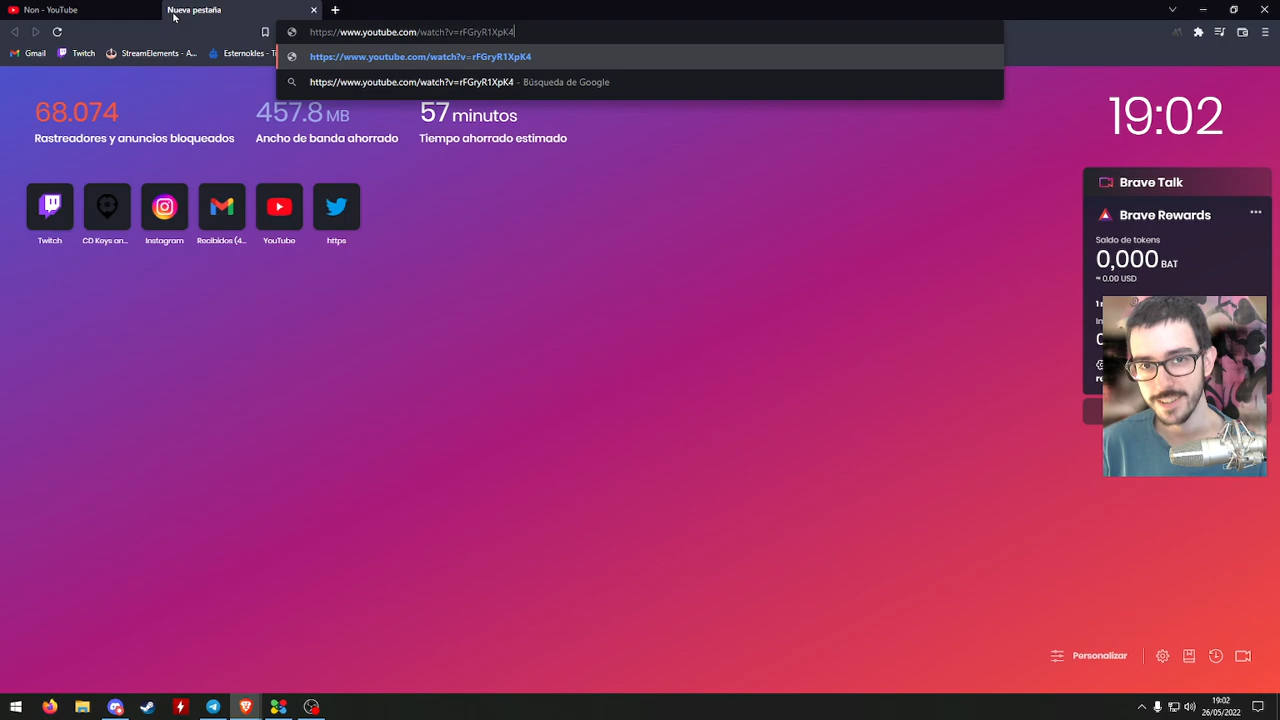 Non - YouTube
Nueva pestaña
https://www.youtube.com/watch?v=rFGryR1XpK4
Gmail
Twitch
StreamElements - A...
Esternokles - Ti
https://www.youtube.com/watch?v=rFGryR1XpK4
https://www.youtube.com/watch?v=rFGryR1XpK4 - Búsqueda de Google
68.074
Rastreadores y anuncios bloqueados
457.8 MB
Ancho de banda ahorrado
57 minutos
Tiempo ahorrado estimado
19:02
Twitch
CD Keys an...
Instagram
Recibidos (4...
YouTube
https
Brave Talk
Brave Rewards
Saldo de tokens
0,000 BAT
≈ 0.00 USD
Personalizar
19:02
26/05/2022